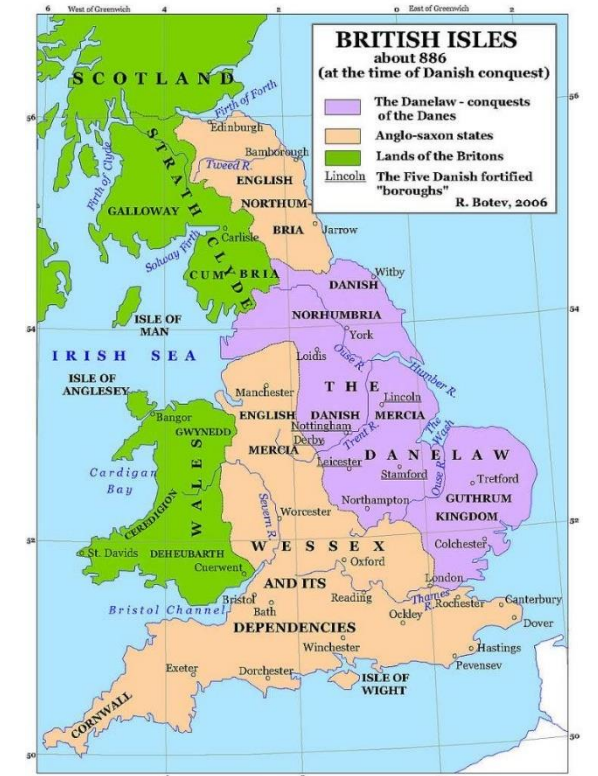 6 West of Greenwich 4 0 East of Greenwich 2
BRITISH ISLES
about 886
(at the time of Danish conquest)
The Danelaw - conquests
of the Danes
Anglo-saxon states
Lands of the Britons
Lincoln The Five Danish fortified
"boroughs"
R. Botev, 2006
SCOTLAND
56
56
Firth of Forth
Edinburgh
Bamborough
Tweed R.
STRATH CLYDE
Firth of Clyde
ENGLISH
NORTHUM-
BRIA
GALLOWAY
Jarrow
Carlisle
Solway Firth
CUM BRIA
Witby
DANISH
NORHUMBRIA
ISLE OF
MAN
54
54
York
IRISH SEA
Loidis
Ouse R.
Humber R.
ISLE OF
ANGLESEY
Manchester
THE
Lincoln
Bangor
ENGLISH
DANISH
MERCIA
GWYNEDD
Nottingham
Derby
Trent R.
The Wash
MERCIA
DANELAW
Leicester
Stamford
Ouse R.
Tretford
Cardigan
Bay
WALES
CEREDIGION
Severn R.
Northampton
GUTHRUM
KINGDOM
Worcester
52
52
WESSEX
Colchester
St. Davids
DEHEUBARTH
Oxford
Cuerwent
AND ITS
London
Bristol
Reading
Thames
R.
Rochester
Canterbury
Bristol Channel
Bath
Ockley
Dover
DEPENDENCIES
Winchester
Hastings
Exeter
Dorchester
Pevensev
ISLE OF
WIGHT
CORNWALL
50
50